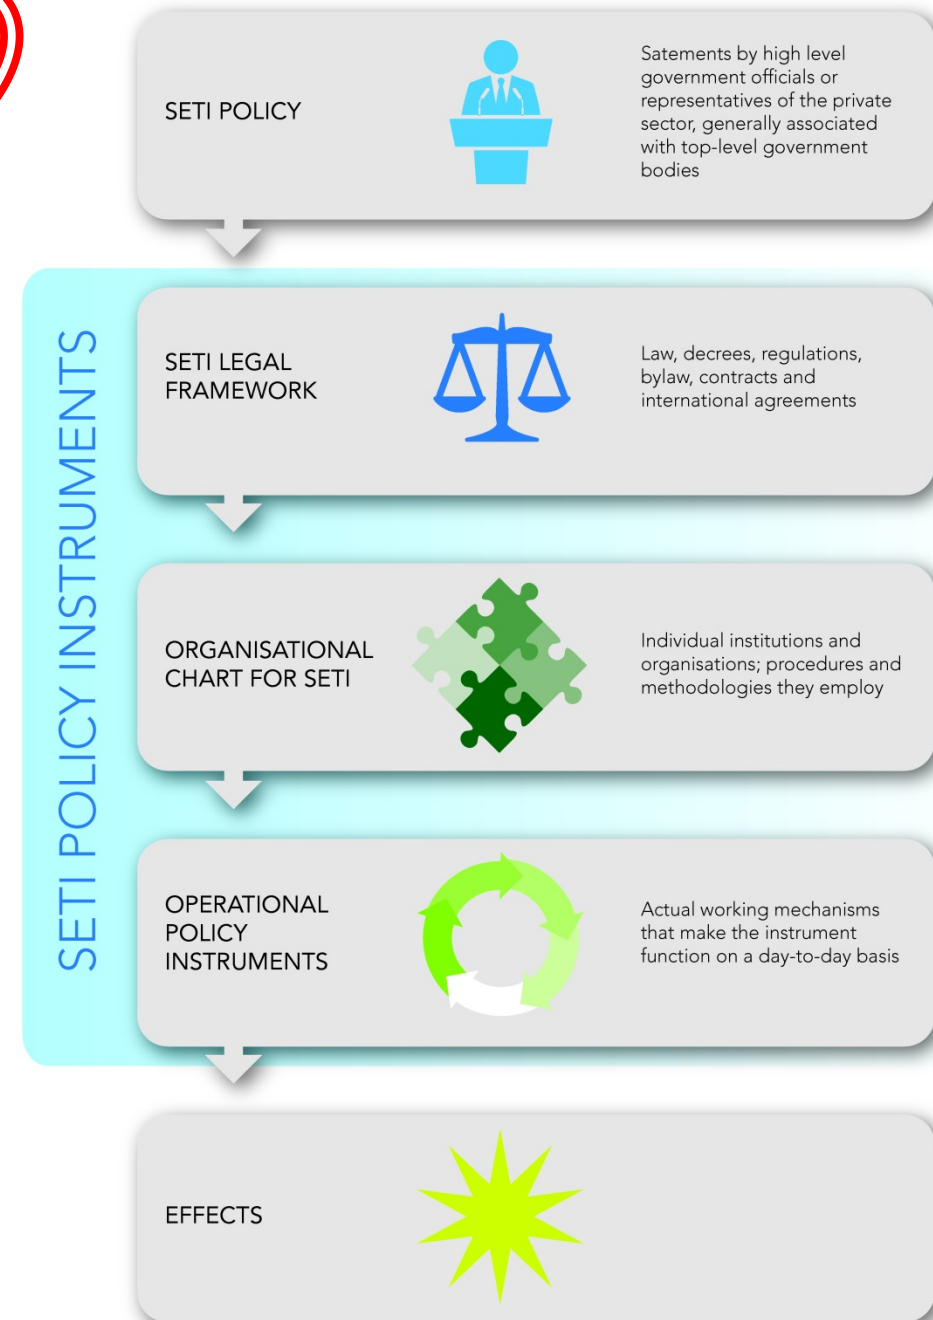 SETI POLICY
Satements by high level
government officials or
representatives of the private
sector, generally associated
with top-level government
bodies
SETI POLICY INSTRUMENTS
SETI LEGAL
FRAMEWORK
Law, decrees, regulations,
bylaw, contracts and
international agreements
ORGANISATIONAL
CHART FOR SETI
Individual institutions and
organisations; procedures and
methodologies they employ
OPERATIONAL
POLICY
INSTRUMENTS
Actual working mechanisms
that make the instrument
function on a day-to-day basis
EFFECTS